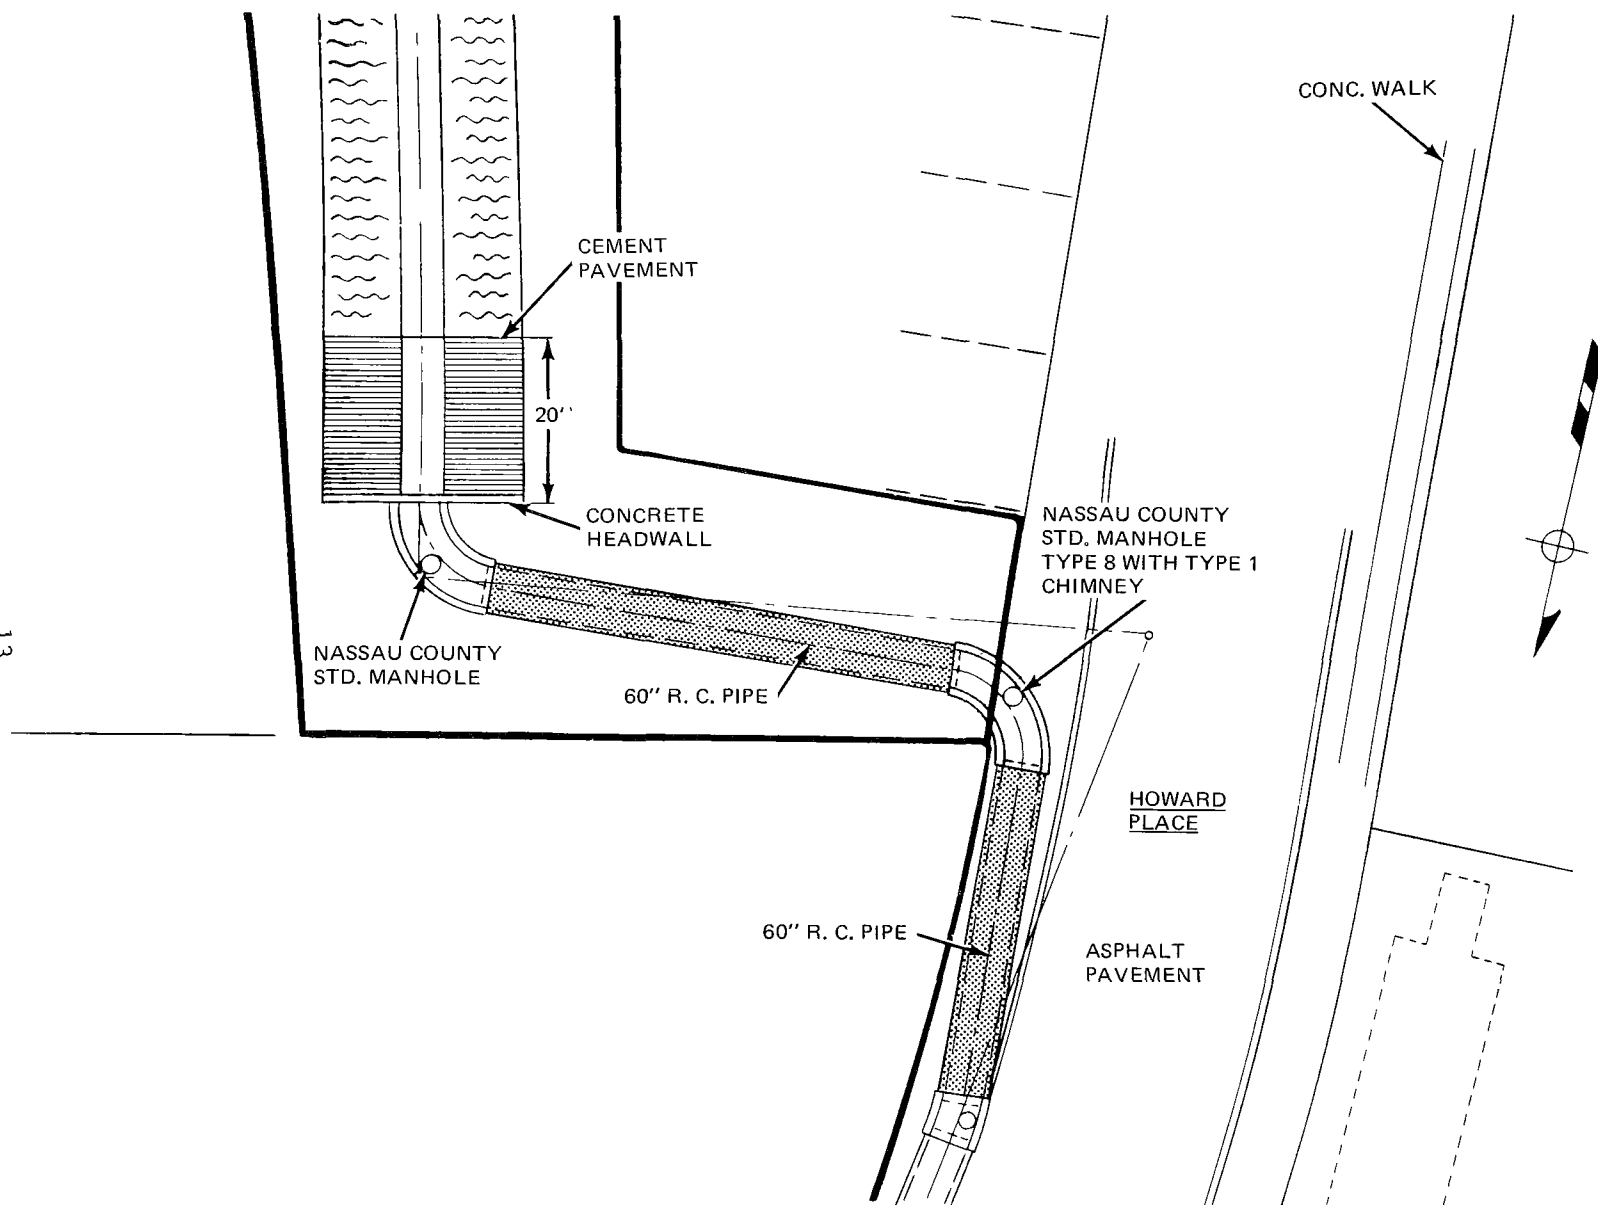 CONC. WALK
CEMENT
PAVEMENT
20''
CONCRETE
HEADWALL
NASSAU COUNTY
STD. MANHOLE
TYPE 8 WITH TYPE 1
CHIMNEY
NASSAU COUNTY
STD. MANHOLE
60" R. C. PIPE
HOWARD
PLACE
60" R. C. PIPE
ASPHALT
PAVEMENT
13